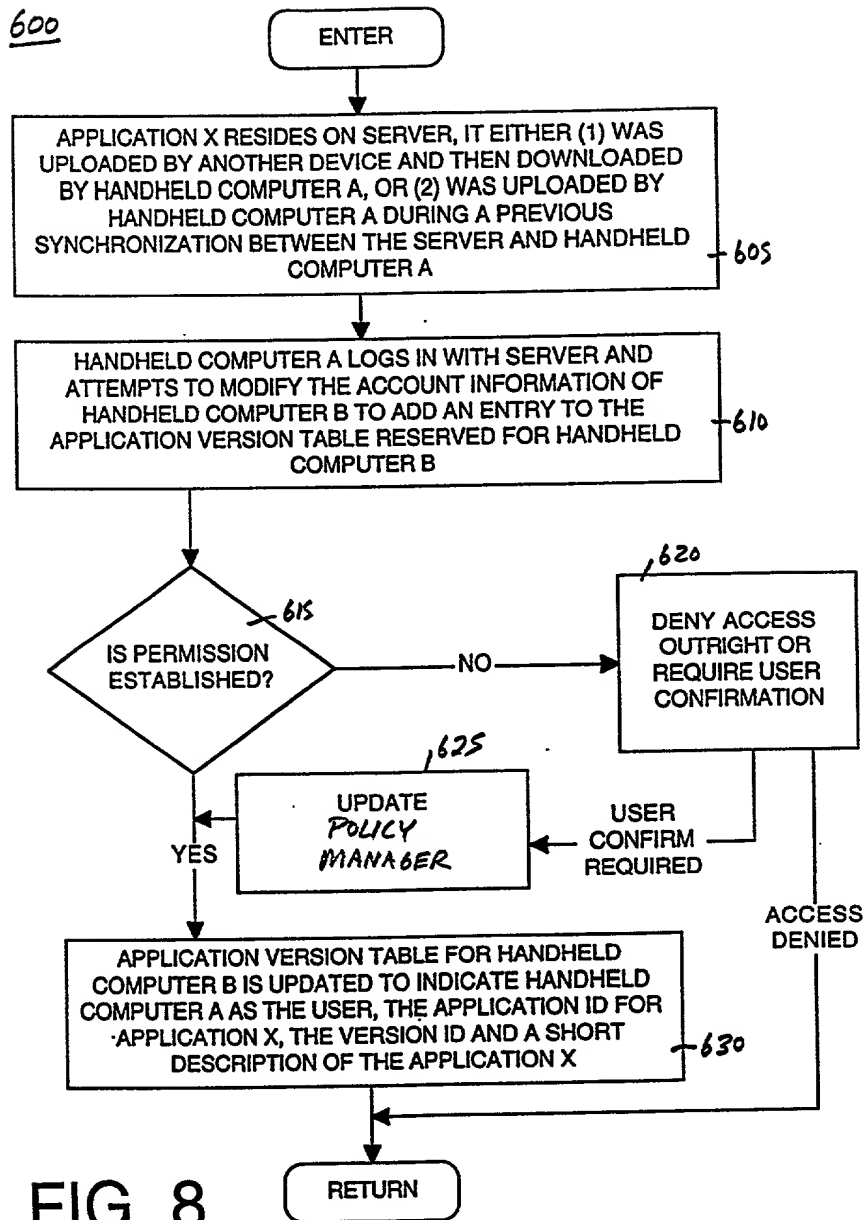 600
ENTER
APPLICATION X RESIDES ON SERVER, IT EITHER (1) WAS
UPLOADED BY ANOTHER DEVICE AND THEN DOWNLOADED
BY HANDHELD COMPUTER A, OR (2) WAS UPLOADED BY
HANDHELD COMPUTER A DURING A PREVIOUS
SYNCHRONIZATION BETWEEN THE SERVER AND HANDHELD
COMPUTER A
605
HANDHELD COMPUTER A LOGS IN WITH SERVER AND
ATTEMPTS TO MODIFY THE ACCOUNT INFORMATION OF
HANDHELD COMPUTER B TO ADD AN ENTRY TO THE
APPLICATION VERSION TABLE RESERVED FOR HANDHELD
COMPUTER B
610
615
IS PERMISSION
ESTABLISHED?
NO
620
DENY ACCESS
OUTRIGHT OR
REQUIRE USER
CONFIRMATION
625
UPDATE
POLICY
MANAGER
USER
CONFIRM
REQUIRED
YES
ACCESS
DENIED
APPLICATION VERSION TABLE FOR HANDHELD
COMPUTER B IS UPDATED TO INDICATE HANDHELD
COMPUTER A AS THE USER, THE APPLICATION ID FOR
APPLICATION X, THE VERSION ID AND A SHORT
DESCRIPTION OF THE APPLICATION X
630
RETURN
FIG. 8